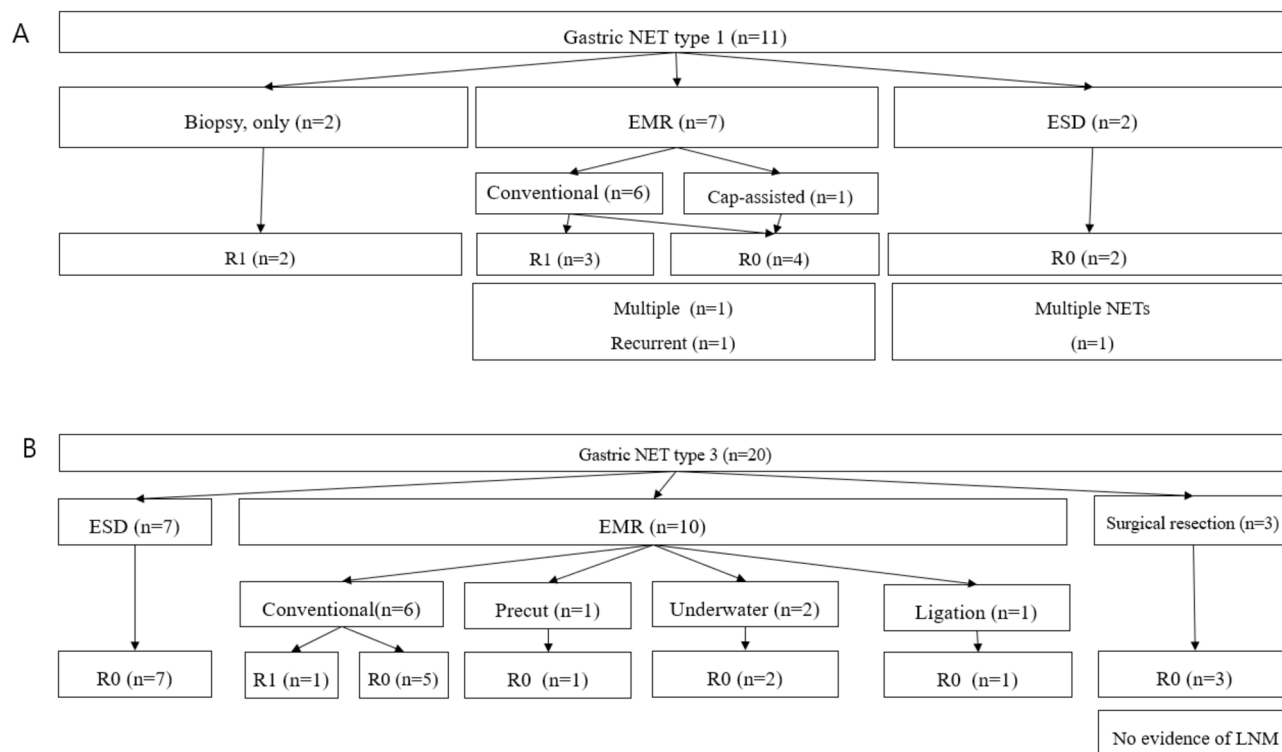 A
Gastric NET type 1 (n=11)
Biopsy, only (n=2)
EMR (n=7)
ESD (n=2)
Conventional (n=6)
Cap-assisted (n=1)
R1 (n=2)
R1 (n=3)
R0 (n=4)
R0 (n=2)
Multiple (n=1)
Recurrent (n=1)
Multiple NETs
(n=1)
B
Gastric NET type 3 (n=20)
ESD (n=7)
EMR (n=10)
Surgical resection (n=3)
Conventional(n=6)
Precut (n=1)
Underwater (n=2)
Ligation (n=1)
R0 (n=7)
R1 (n=1)
R0 (n=5)
R0 (n=1)
R0 (n=2)
R0 (n=1)
R0 (n=3)
No evidence of LNM